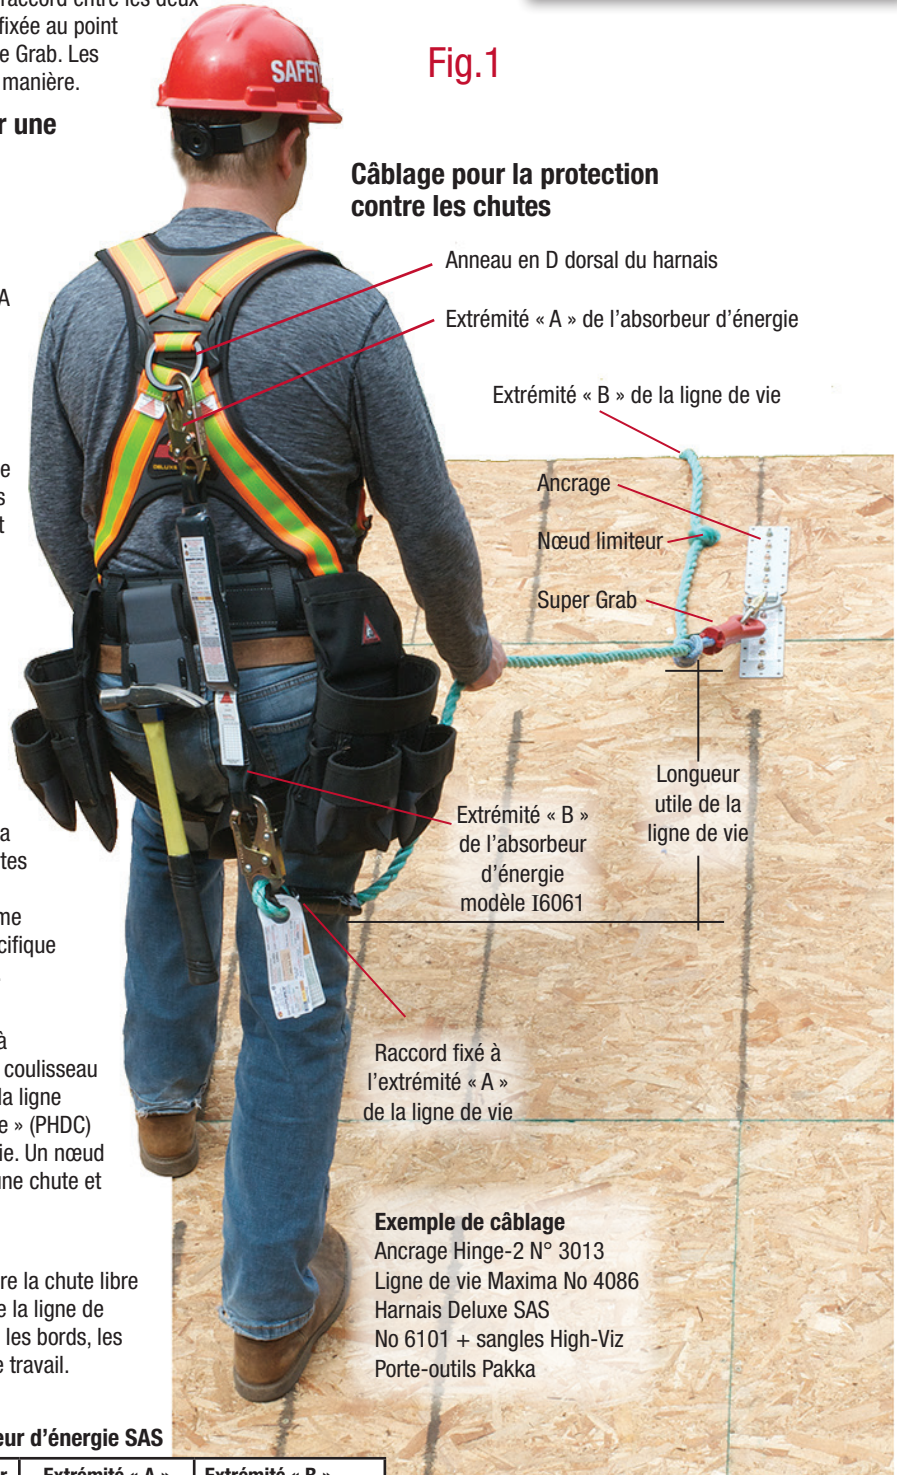 raccord entre les deux
fixée au point
e Grab. Les
manière.
r une
A
e
s
t
a
tes
me
cifique
à
coulisseau
la ligne
e » (PHDC)
ie. Un nœud
une chute et
re la chute libre
e la ligne de
les bords, les
e travail.
eur d'énergie SAS
r
Extrémité « A »
Extrémité « B »
Fig.1
SAFET
Câblage pour la protection
contre les chutes
Anneau en D dorsal du harnais
Extrémité « A » de l'absorbeur d'énergie
Extrémité « B » de la ligne de vie
Ancrage
Nœud limiteur
Super Grab
DELUXE
Longueur
utile de la
ligne de vie
Extrémité « B »
de l'absorbeur
d'énergie
modèle I6061
Raccord fixé à
l'extrémité « A »
de la ligne de vie
Exemple de câblage
Ancrage Hinge-2 N° 3013
Ligne de vie Maxima No 4086
Harnais Deluxe SAS
No 6101 + sangles High-Viz
Porte-outils Pakka